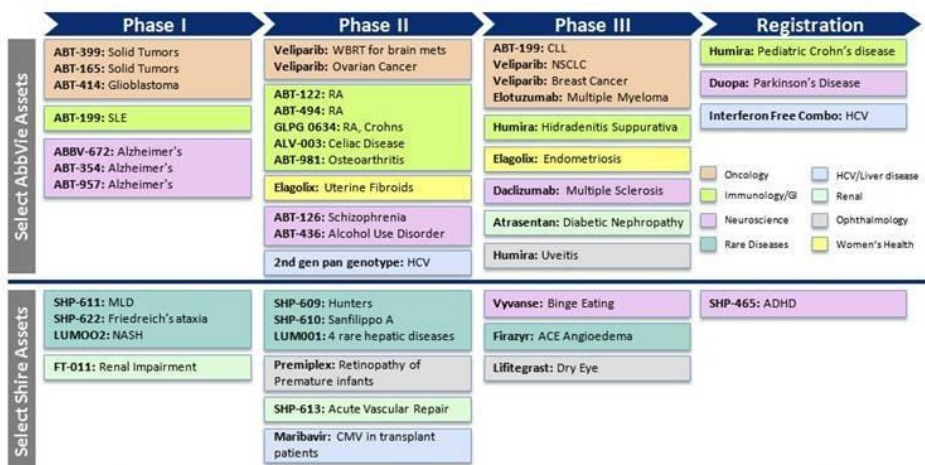 Phase I
Phase II
Phase III
Registration
Select AbbVie Assets
ABT-399: Solid Tumors
ABT-165: Solid Tumors
ABT-414: Glioblastoma
ABT-199: SLE
ABBV-672: Alzheimer's
ABT-354: Alzheimer's
ABT-957: Alzheimer's
Veliparib: WBRT for brain mets
Veliparib: Ovarian Cancer
ABT-122: RA
ABT-494: RA
GLPG 0634: RA, Crohns
ALV-003: Celiac Disease
ABT-981: Osteoarthritis
Elagolix: Uterine Fibroids
ABT-126: Schizophrenia
ABT-436: Alcohol Use Disorder
2nd gen pan genotype: HCV
ABT-199: CLL
Veliparib: NSCLC
Veliparib: Breast Cancer
Elotuzumab: Multiple Myeloma
Humira: Hidradenitis Suppurativa
Elagolix: Endometriosis
Daclizumab: Multiple Sclerosis
Atrasentan: Diabetic Nephropathy
Humira: Uveitis
Humira: Pediatric Crohn's disease
Duopa: Parkinson's Disease
Interferon Free Combo: HCV
Oncology
HCV/Liver disease
Immunology/GI
Renal
Neuroscience
Ophthalmology
Rare Diseases
Women's Health
Select Shire Assets
SHP-611: MLD
SHP-622: Friedreich's ataxia
LUMOO2: NASH
FT-011: Renal Impairment
SHP-609: Hunters
SHP-610: Sanfilippo A
LUM001: 4 rare hepatic diseases
Premiplex: Retinopathy of
Premature infants
SHP-613: Acute Vascular Repair
Maribavir: CMV in transplant
patients
Vyvanse: Binge Eating
Firazyr: ACE Angioedema
Lifitegrast: Dry Eye
SHP-465: ADHD